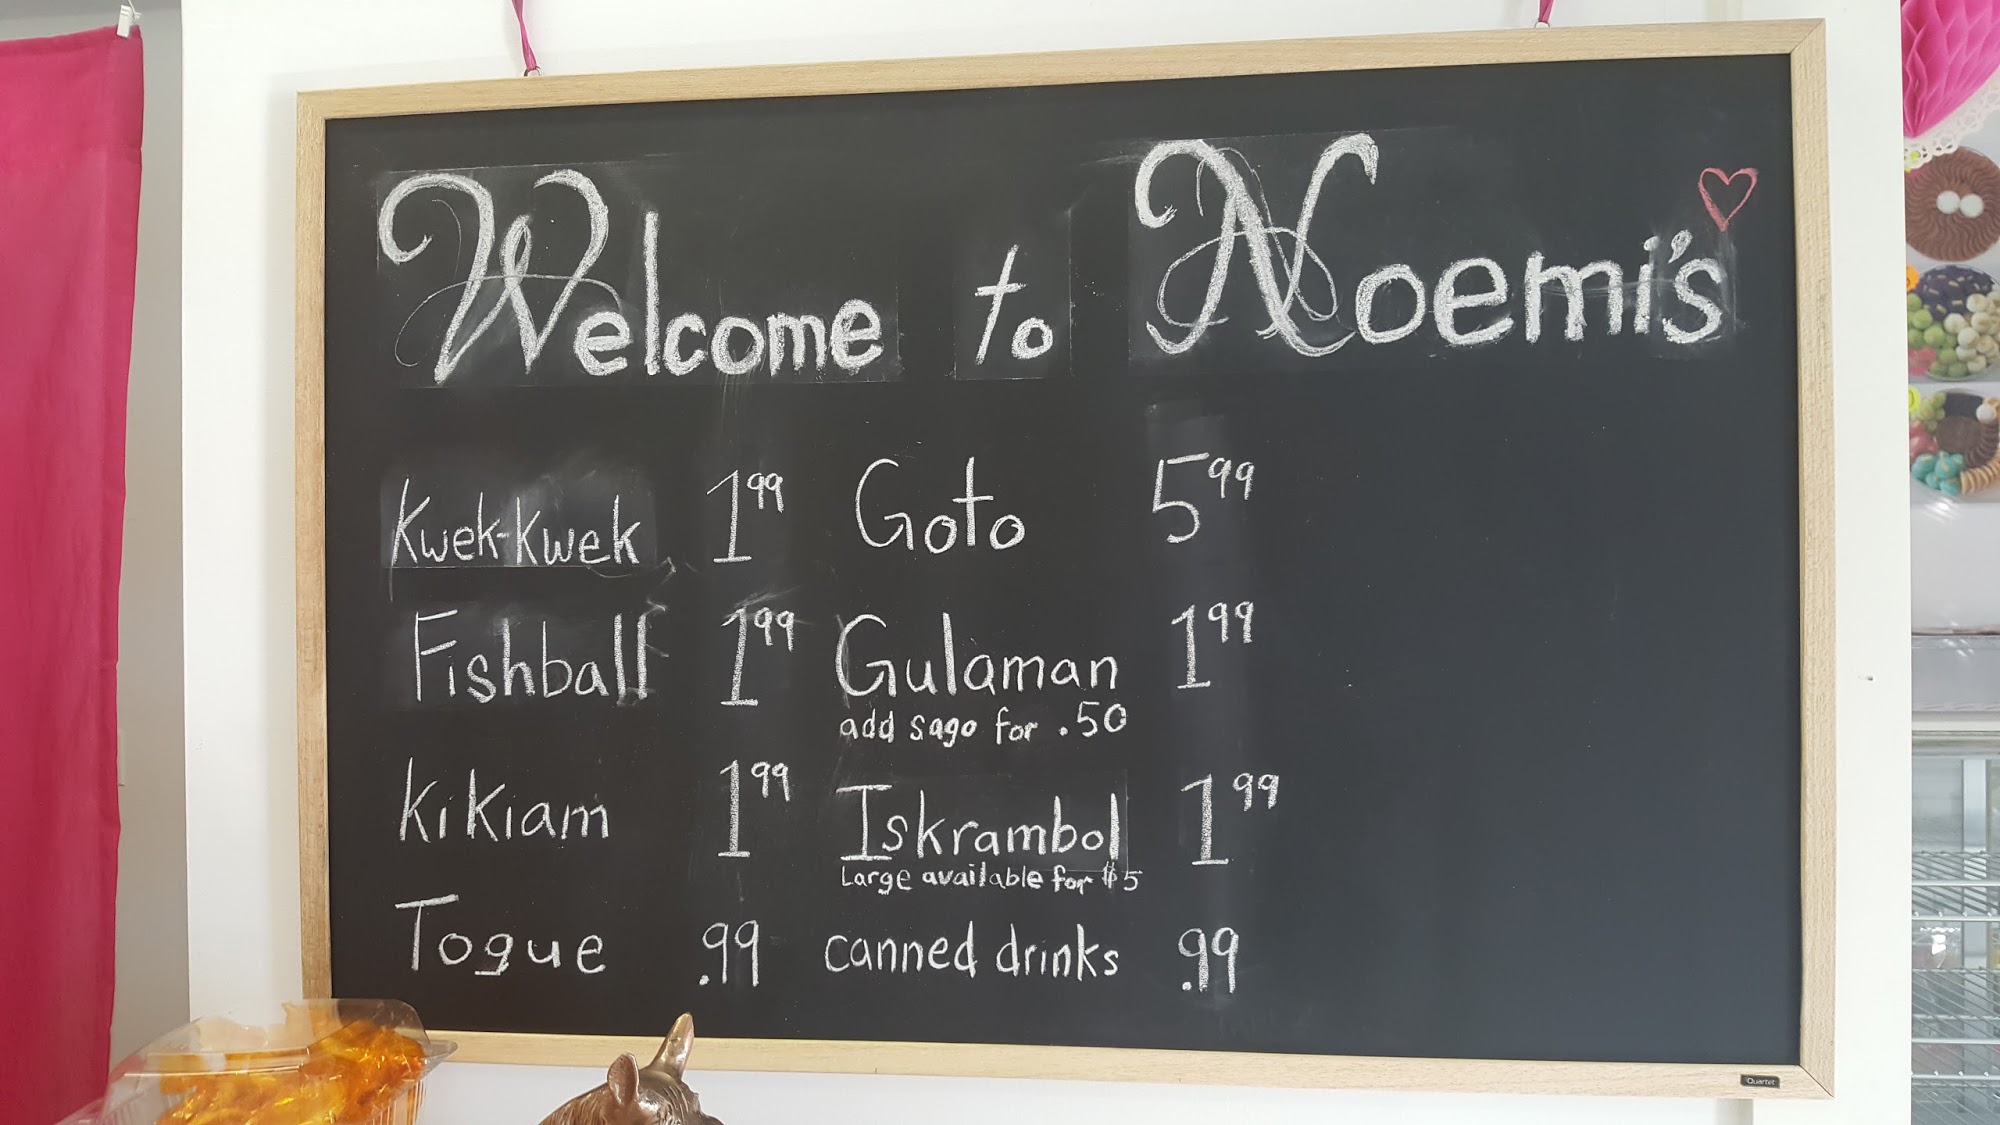 Welcome to Noemi's
Kwek-Kwek 1.99 Goto 5.99
Fishball 1.99 Gulaman 1.99
add sago for .50
Kikiam 1.99 Iskrambol 1.99
Large available for $5
Togue .99 canned drinks .99
Quartet